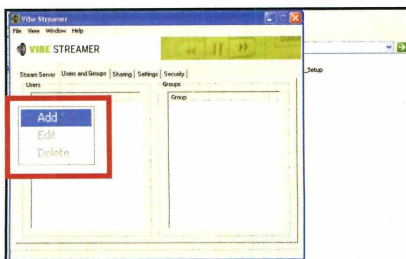 Vibe Streamer
File View Window Help
VIBE STREAMER
Stream Server Users and Groups Sharing Settings Security
Users Groups
Group
Add
Edit
Delete
_Setup